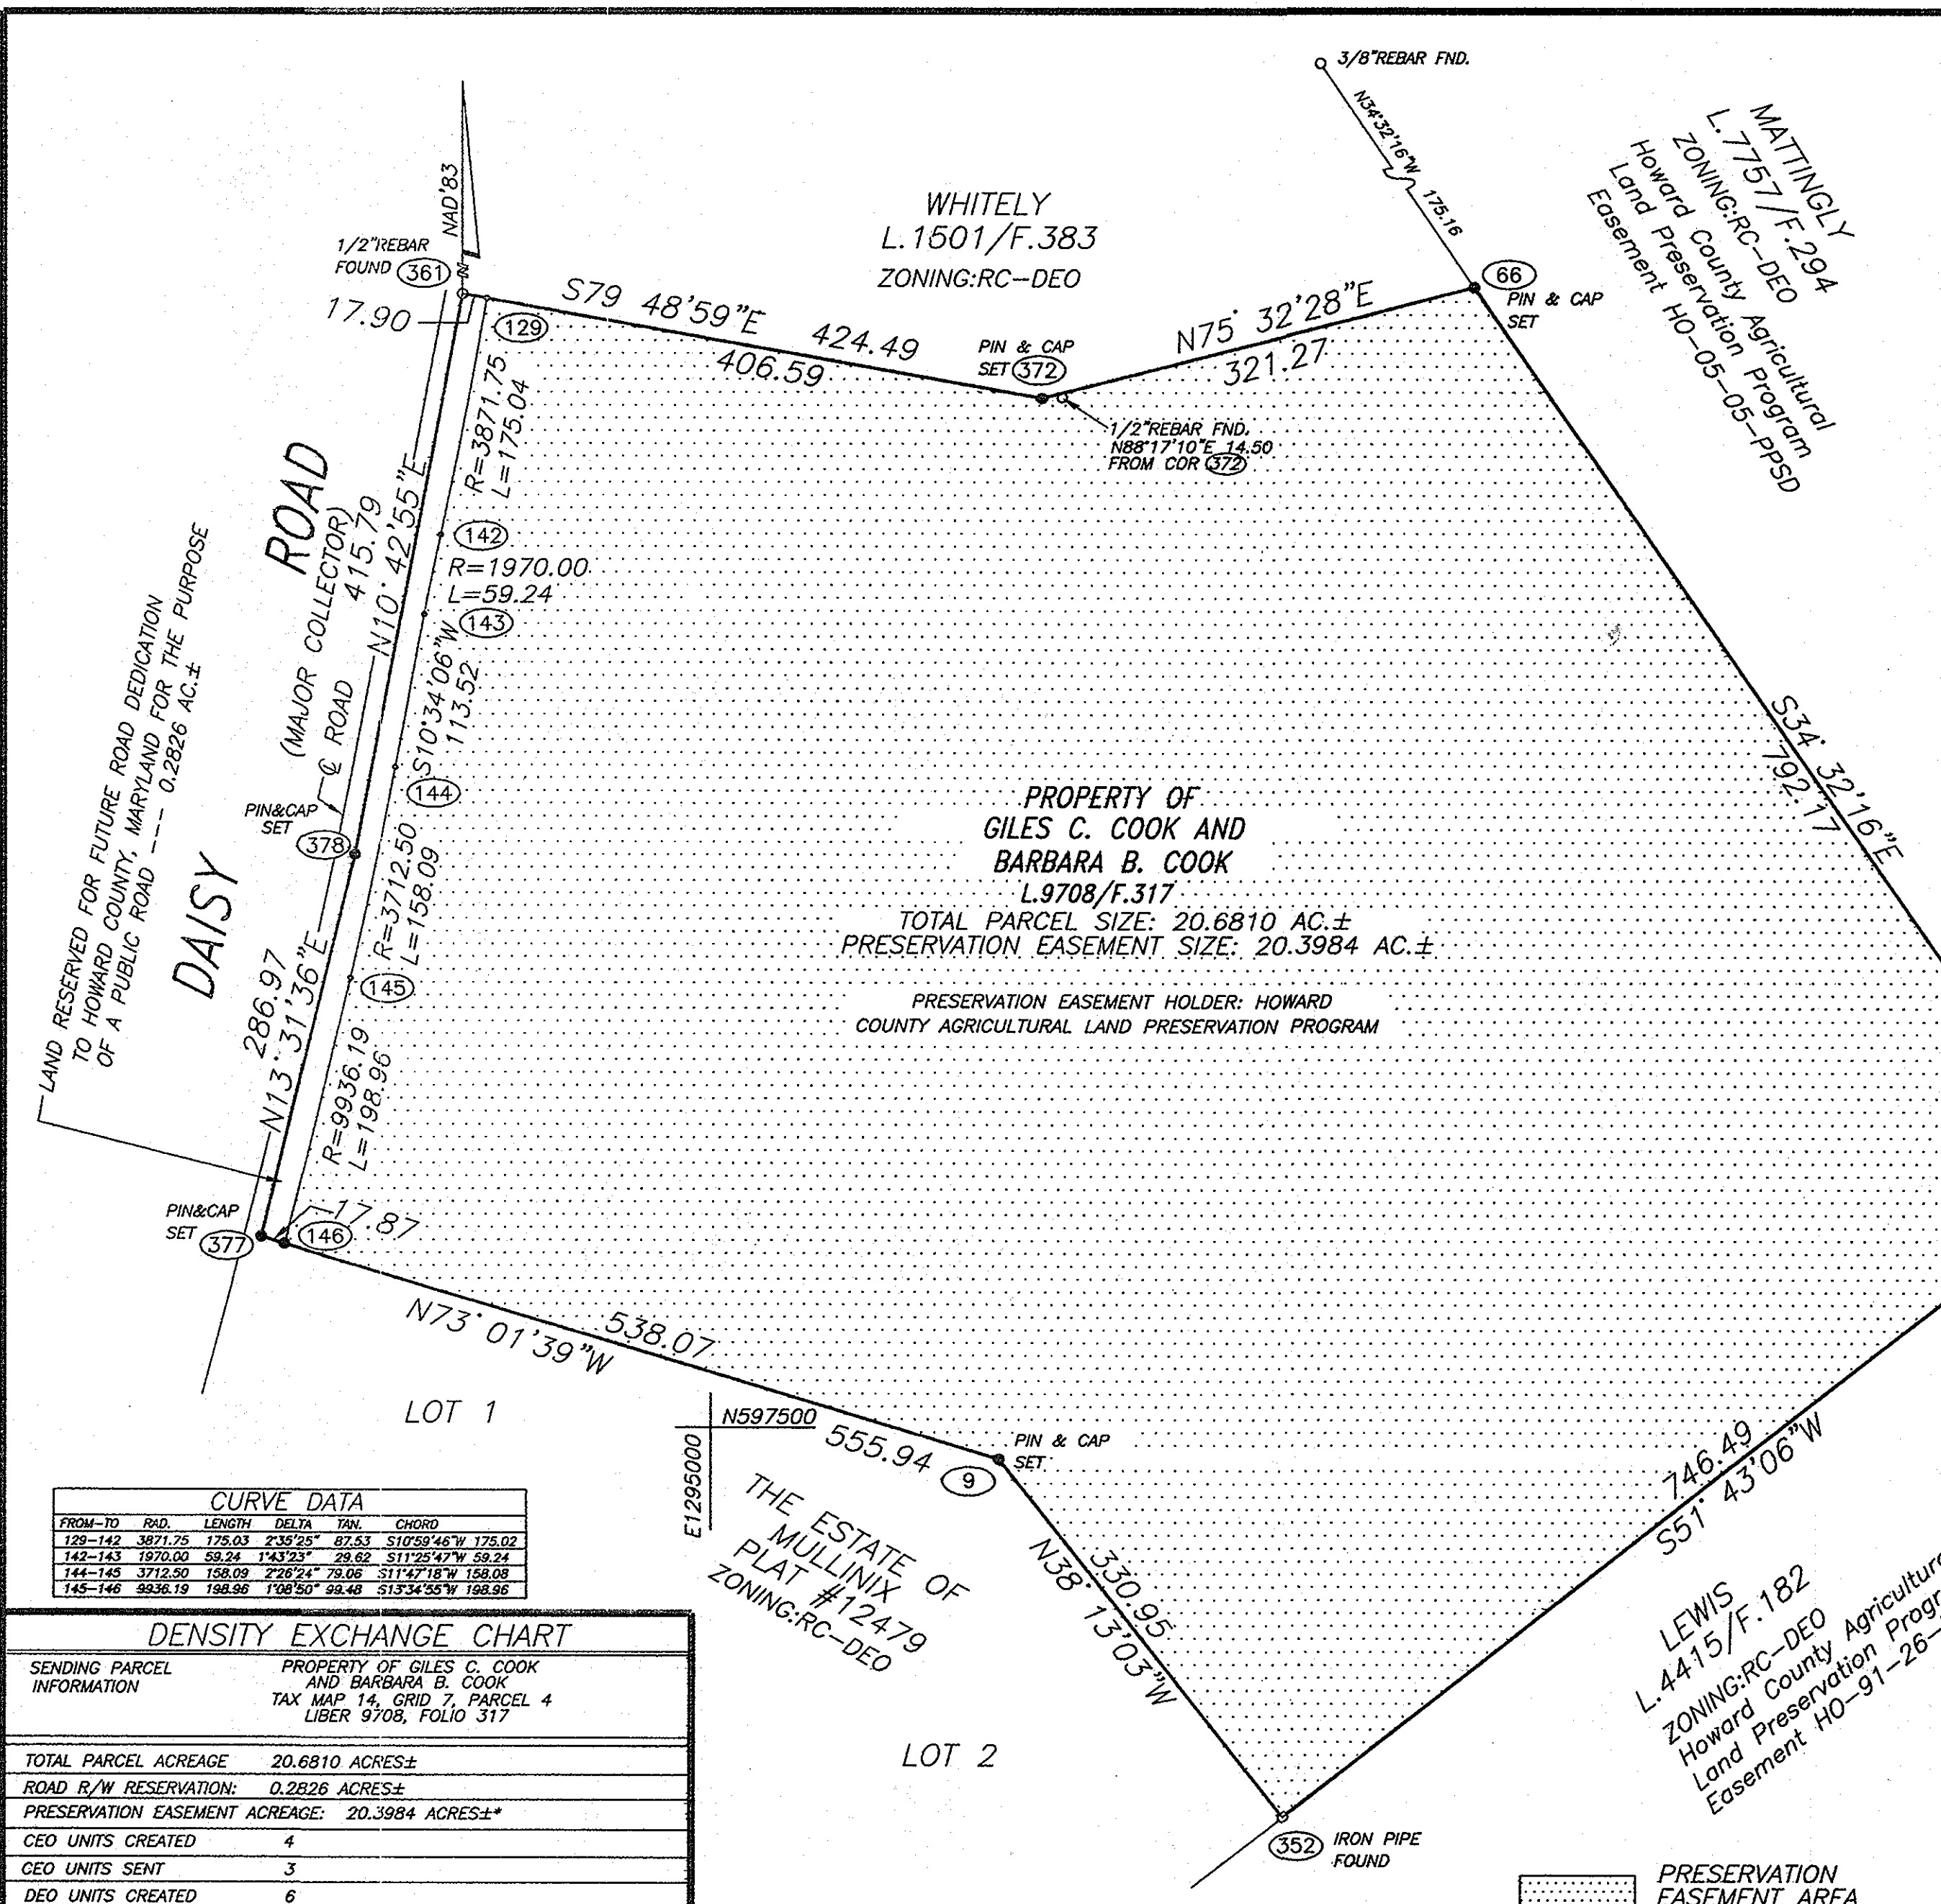 3/8"REBAR FND.
N34°32'16"W
175.16
MATTINGLY
L.7757/F.294
ZONING:RC-DEO
Howard County Agricultural
Land Preservation Program
Easement HO-05-05-PPSD
NAD'83
N
WHITELY
L.1501/F.383
ZONING:RC-DEO
1/2"REBAR
FOUND 361
17.90
129
S79 48'59"E
424.49
406.59
PIN & CAP
SET 372
N75° 32'28"E
321.27
66
PIN & CAP
SET
1/2"REBAR FND.
N88°17'10"E 14.50
FROM COR 372
R=3871.75
L=175.04
142
R=1970.00
L=59.24
143
S10°34'06"W
113.52
144
R=3712.50
L=158.09
145
R=9936.19
L=198.96
146
17.87
DAISY ROAD
(MAJOR COLLECTOR)
℄ ROAD
415.79
N10° 42'55"E
PIN&CAP
SET
378
286.97
N13° 31'36"E
LAND RESERVED FOR FUTURE ROAD DEDICATION
TO HOWARD COUNTY, MARYLAND FOR THE PURPOSE
OF A PUBLIC ROAD ---- 0.2826 AC.±
PIN&CAP
SET 377
S34° 32'16"E
792.17
PROPERTY OF
GILES C. COOK AND
BARBARA B. COOK
L.9708/F.317
TOTAL PARCEL SIZE: 20.6810 AC.±
PRESERVATION EASEMENT SIZE: 20.3984 AC.±
PRESERVATION EASEMENT HOLDER: HOWARD
COUNTY AGRICULTURAL LAND PRESERVATION PROGRAM
538.07
N73° 01'39"W
555.94
LOT 1
N597500
E1295000
PIN & CAP
SET
9
THE ESTATE OF
MULLINIX
PLAT #12479
ZONING:RC-DEO
330.95
N38° 13'03"W
746.49
S51° 43'06"W
LEWIS
L.4415/F.182
ZONING:RC-DEO
Howard County Agricultura
Land Preservation Progr
Easement HO-91-26-
LOT 2
352 IRON PIPE
FOUND
PRESERVATION
EASEMENT AREA
CURVE DATA
FROM-TO RAD. LENGTH DELTA TAN. CHORD
129-142 3871.75 175.03 2°35'25" 87.53 S10°59'46"W 175.02
142-143 1970.00 59.24 1°43'23" 29.62 S11°25'47"W 59.24
144-145 3712.50 158.09 2°26'24" 79.06 S11°47'18"W 158.08
145-146 9936.19 198.96 1°08'50" 99.48 S13°34'55"W 198.96
DENSITY EXCHANGE CHART
SENDING PARCEL INFORMATION
PROPERTY OF GILES C. COOK
AND BARBARA B. COOK
TAX MAP 14, GRID 7, PARCEL 4
LIBER 9708, FOLIO 317
TOTAL PARCEL ACREAGE 20.6810 ACRES±
ROAD R/W RESERVATION: 0.2826 ACRES±
PRESERVATION EASEMENT ACREAGE: 20.3984 ACRES±*
CEO UNITS CREATED 4
CEO UNITS SENT 3
DEO UNITS CREATED 6